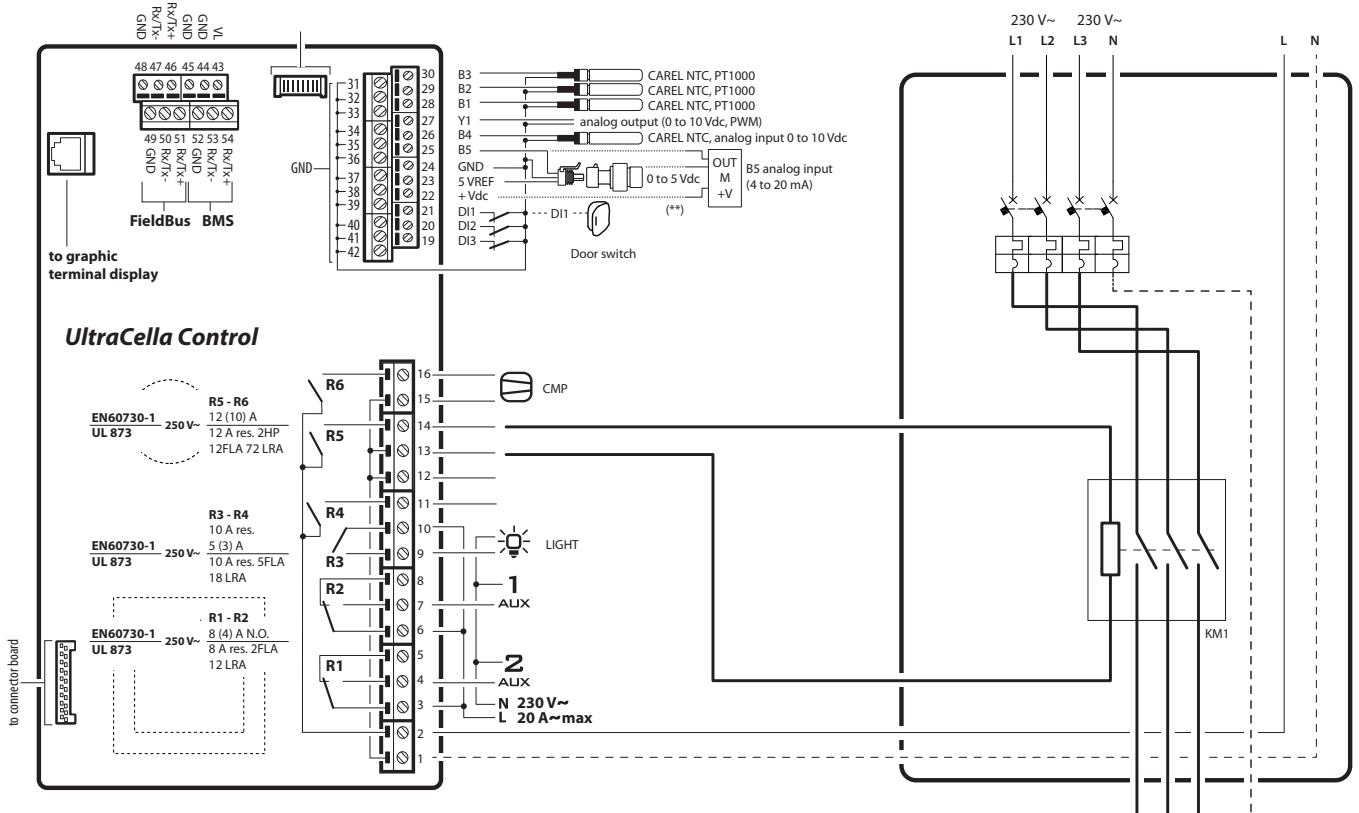 GND
Rx/Tx-
Rx/Tx+
GND
GND
VL
48 47 46 45 44 43
49 50 51 52 53 54
GND
Rx/Tx-
Rx/Tx+
GND
Rx/Tx-
Rx/Tx+
FieldBus BMS
to graphic
terminal display
GND
31
32
33
34
35
36
37
38
39
40
41
42
30
29
28
27
26
25
24
23
22
21
20
19
B3 CAREL NTC, PT1000
B2 CAREL NTC, PT1000
B1 CAREL NTC, PT1000
Y1 analog output (0 to 10 Vdc, PWM)
B4 CAREL NTC, analog input 0 to 10 Vdc
B5
GND
5 VREF
+ Vdc
DI1
DI2
DI3
0 to 5 Vdc
OUT
M
+V
B5 analog input
(4 to 20 mA)
(**)
DI1
Door switch
230 V~ 230 V~
L1 L2 L3 N
L N
UltraCella Control
R5 - R6
EN60730-1
UL 873
250 V~
12 (10) A
12 A res. 2HP
12FLA 72 LRA
R3 - R4
10 A res.
EN60730-1
UL 873
250 V~
5 (3) A
10 A res. 5FLA
18 LRA
R1 - R2
EN60730-1
UL 873
250 V~
8 (4) A N.O.
8 A res. 2FLA
12 LRA
to connector board
R6
R5
R4
R3
R2
R1
16
15
14
13
12
11
10
9
8
7
6
5
4
3
2
1
CMP
LIGHT
1
AUX
2
AUX
N 230 V~
L 20 A~max
KM1